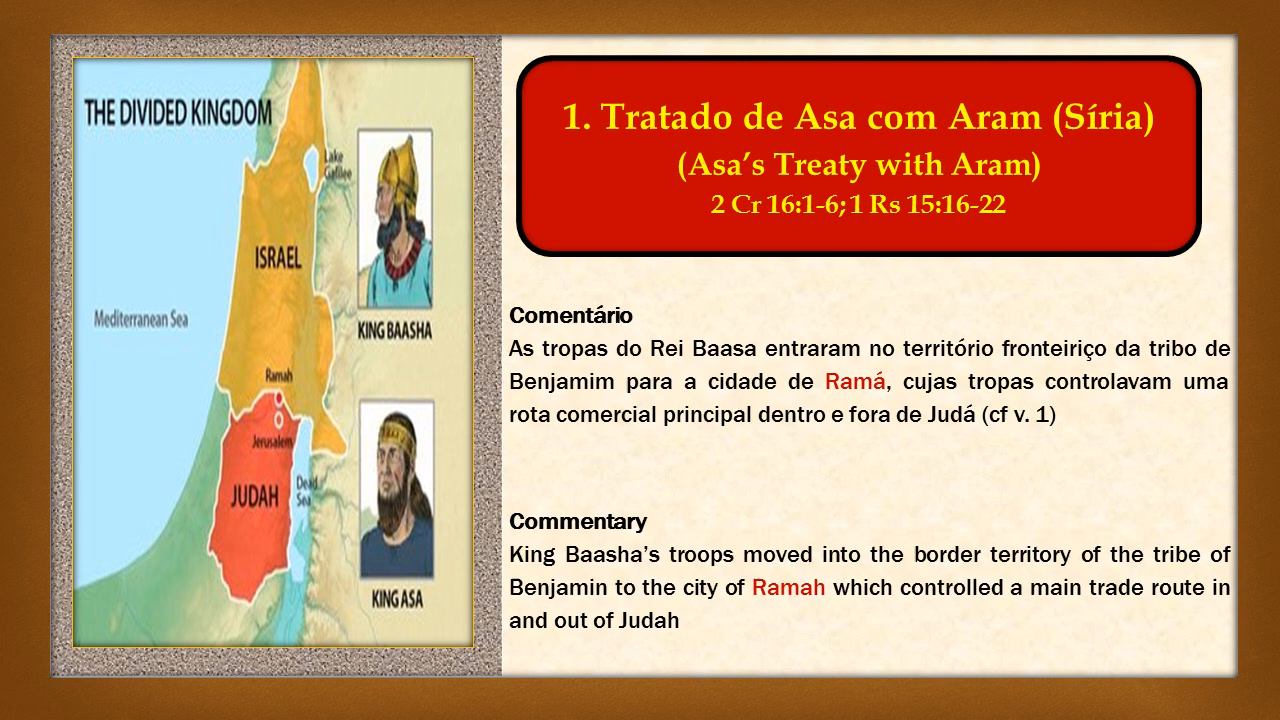 THE DIVIDED KINGDOM
Lake
Galilee
ISRAEL
Mediterranean Sea
KING BAASHA
Ramah
Jerusalem
Dead
Sea
JUDAH
KING ASA
1. Tratado de Asa com Aram (Síria)
(Asa’s Treaty with Aram)
2 Cr 16:1-6; 1 Rs 15:16-22
Comentário
As tropas do Rei Baasa entraram no território fronteiriço da tribo de
Benjamim para a cidade de Ramá, cujas tropas controlavam uma
rota comercial principal dentro e fora de Judá (cf v. 1)
Commentary
King Baasha’s troops moved into the border territory of the tribe of
Benjamin to the city of Ramah which controlled a main trade route in
and out of Judah